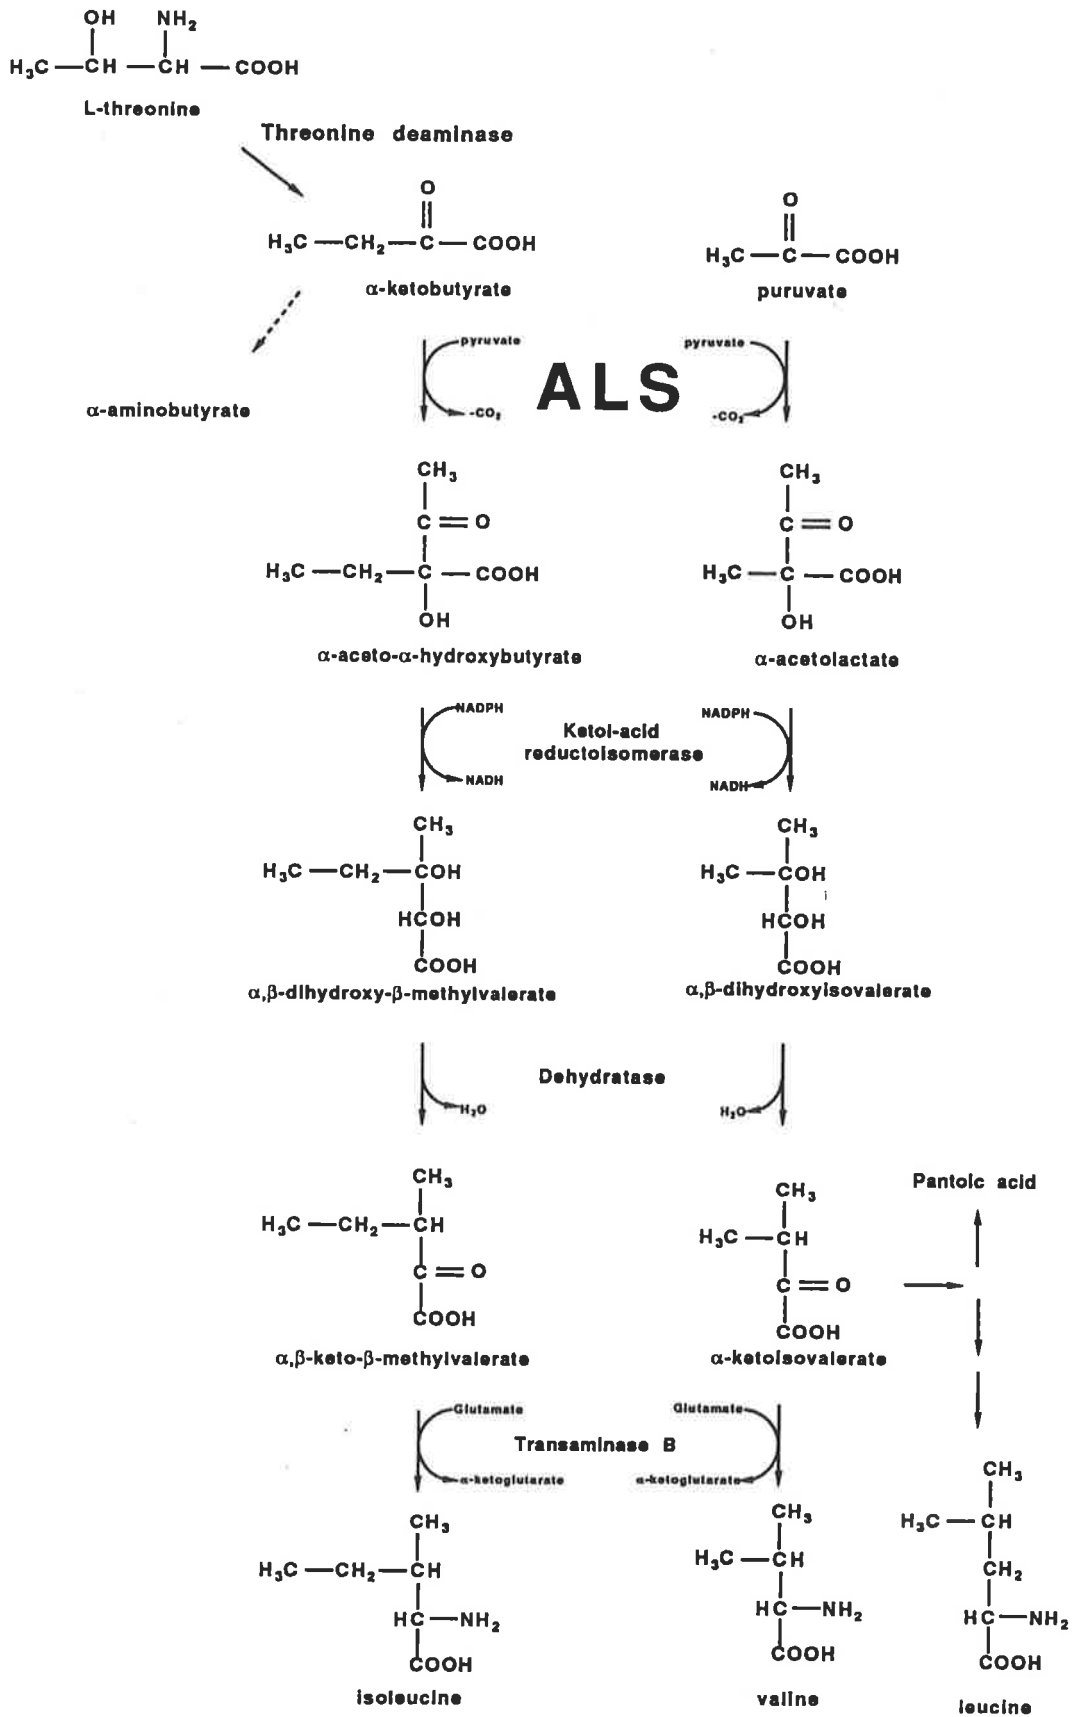 OH NH₂
H₃C — CH — CH — COOH
L-threonine
Threonine deaminase
O
H₃C — CH₂ — C — COOH
α-ketobutyrate
O
H₃C — C — COOH
puruvate
α-aminobutyrate
pyruvate
-CO₂
ALS
pyruvate
-CO₂
CH₃
C = O
H₃C — CH₂ — C — COOH
OH
α-aceto-α-hydroxybutyrate
CH₃
C = O
H₃C — C — COOH
OH
α-acetolactate
NADPH
NADH
Ketol-acid
reductoisomerase
NADPH
NADH
CH₃
H₃C — CH₂ — COH
HCOH
COOH
α,β-dihydroxy-β-methylvalerate
CH₃
H₃C — COH
HCOH
COOH
α,β-dihydroxyisovalerate
H₂O
Dehydratase
H₂O
CH₃
H₃C — CH₂ — CH
C = O
COOH
α,β-keto-β-methylvalerate
CH₃
H₃C — CH
C = O
COOH
α-ketoisovalerate
Pantoic acid
Glutamate
α-ketoglutarate
Transaminase B
Glutamate
α-ketoglutarate
CH₃
H₃C — CH₂ — CH
HC — NH₂
COOH
isoleucine
CH₃
H₃C — CH
HC — NH₂
COOH
valine
CH₃
H₃C — CH
CH₂
HC — NH₂
COOH
leucine